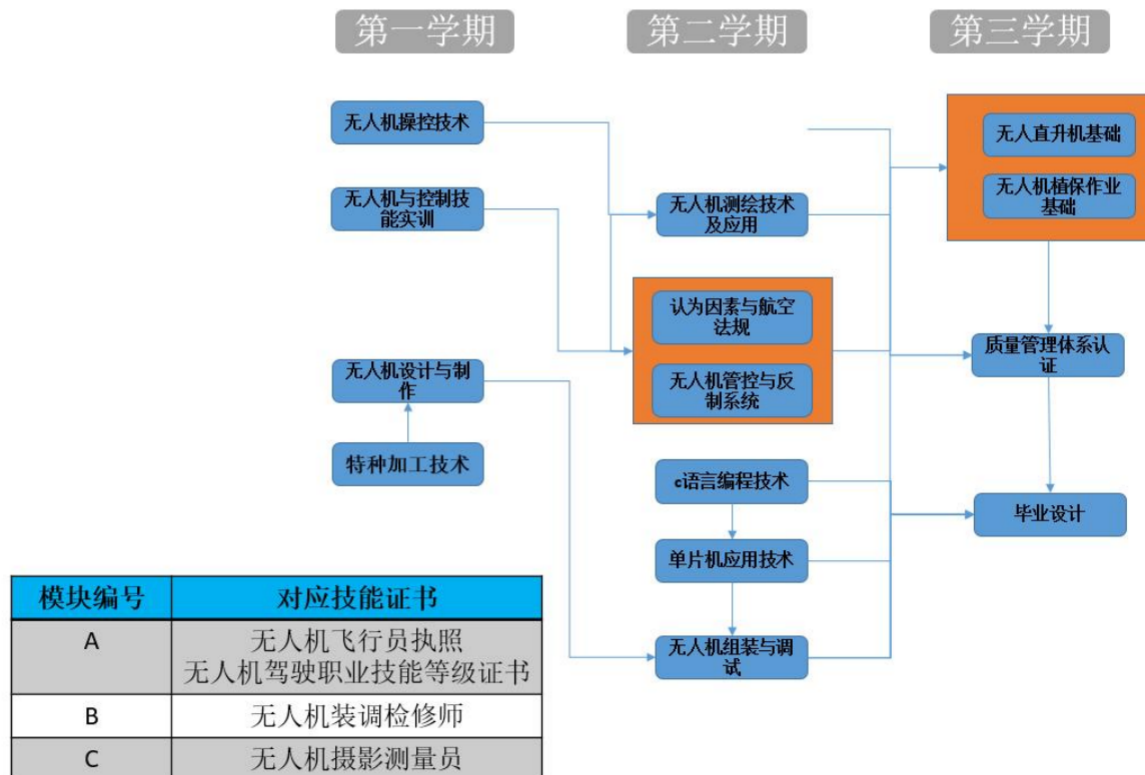 第一学期
第二学期
第三学期
无人机操控技术
无人机与控制技
能实训
无人机设计与制
作
特种加工技术
无人机测绘技术
及应用
认为因素与航空
法规
无人机管控与反
制系统
c语言编程技术
单片机应用技术
无人机组装与调
试
无人直升机基础
无人机植保作业
基础
质量管理体系认
证
毕业设计
模块编号 对应技能证书
A 无人机飞行员执照
无人机驾驶职业技能等级证书
B 无人机装调检修师
C 无人机摄影测量员